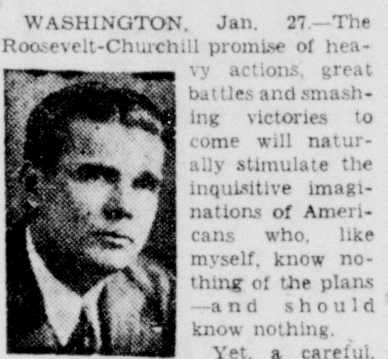 WASHINGTON, Jan. 27.—The
Roosevelt-Churchill promise of hea-
vy actions, great
battles and smash-
ing victories to
come will natur-
ally stimulate the
inquisitive imagi-
nations of Ameri-
cans who, like
myself, know no-
thing of the plans
—and should
know nothing.
Yet, a careful